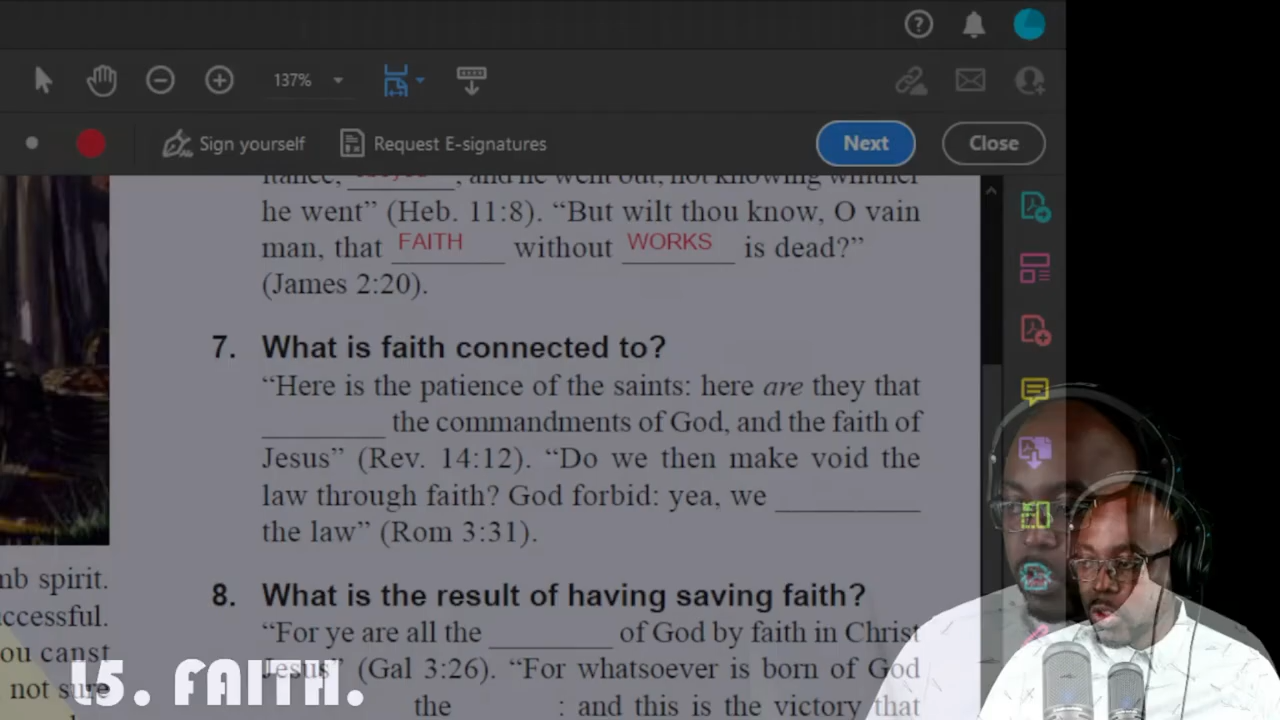 137%
Sign yourself
Request E-signatures
Next
Close
he went” (Heb. 11:8). “But wilt thou know, O vain
man, that FAITH without WORKS is dead?”
(James 2:20).
7. What is faith connected to?
“Here is the patience of the saints: here are they that
__________ the commandments of God, and the faith of
Jesus” (Rev. 14:12). “Do we then make void the
law through faith? God forbid: yea, we __________
the law” (Rom 3:31).
8. What is the result of having saving faith?
“For ye are all the __________ of God by faith in Christ
Jesus” (Gal 3:26). “For whatsoever is born of God
the ________ : and this is the victory that
spirit.
ou canst
not sure
L5. FAITH.